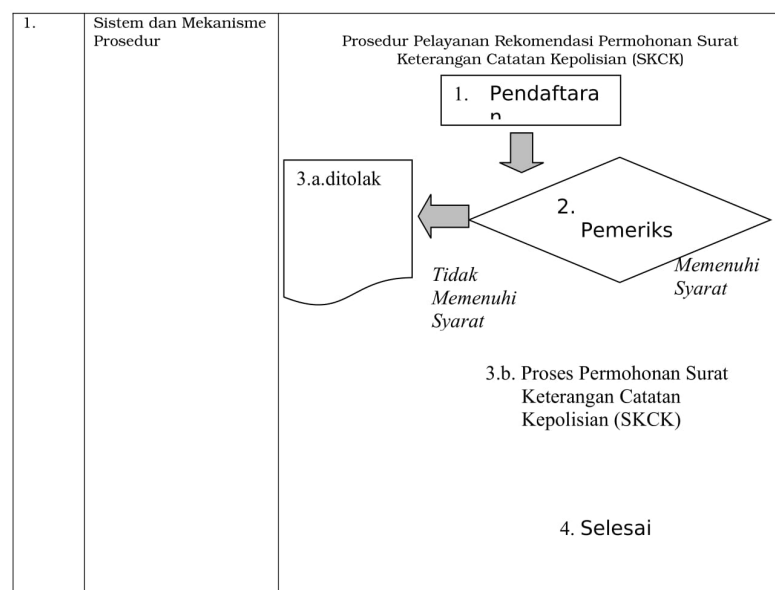 1.
Sistem dan Mekanisme
Prosedur
Prosedur Pelayanan Rekomendasi Permohonan Surat
Keterangan Catatan Kepolisian (SKCK)
1. Pendaftara
n
3.a.ditolak
2.
Pemeriks
Tidak
Memenuhi
Syarat
Memenuhi
Syarat
3.b. Proses Permohonan Surat
Keterangan Catatan
Kepolisian (SKCK)
4. Selesai